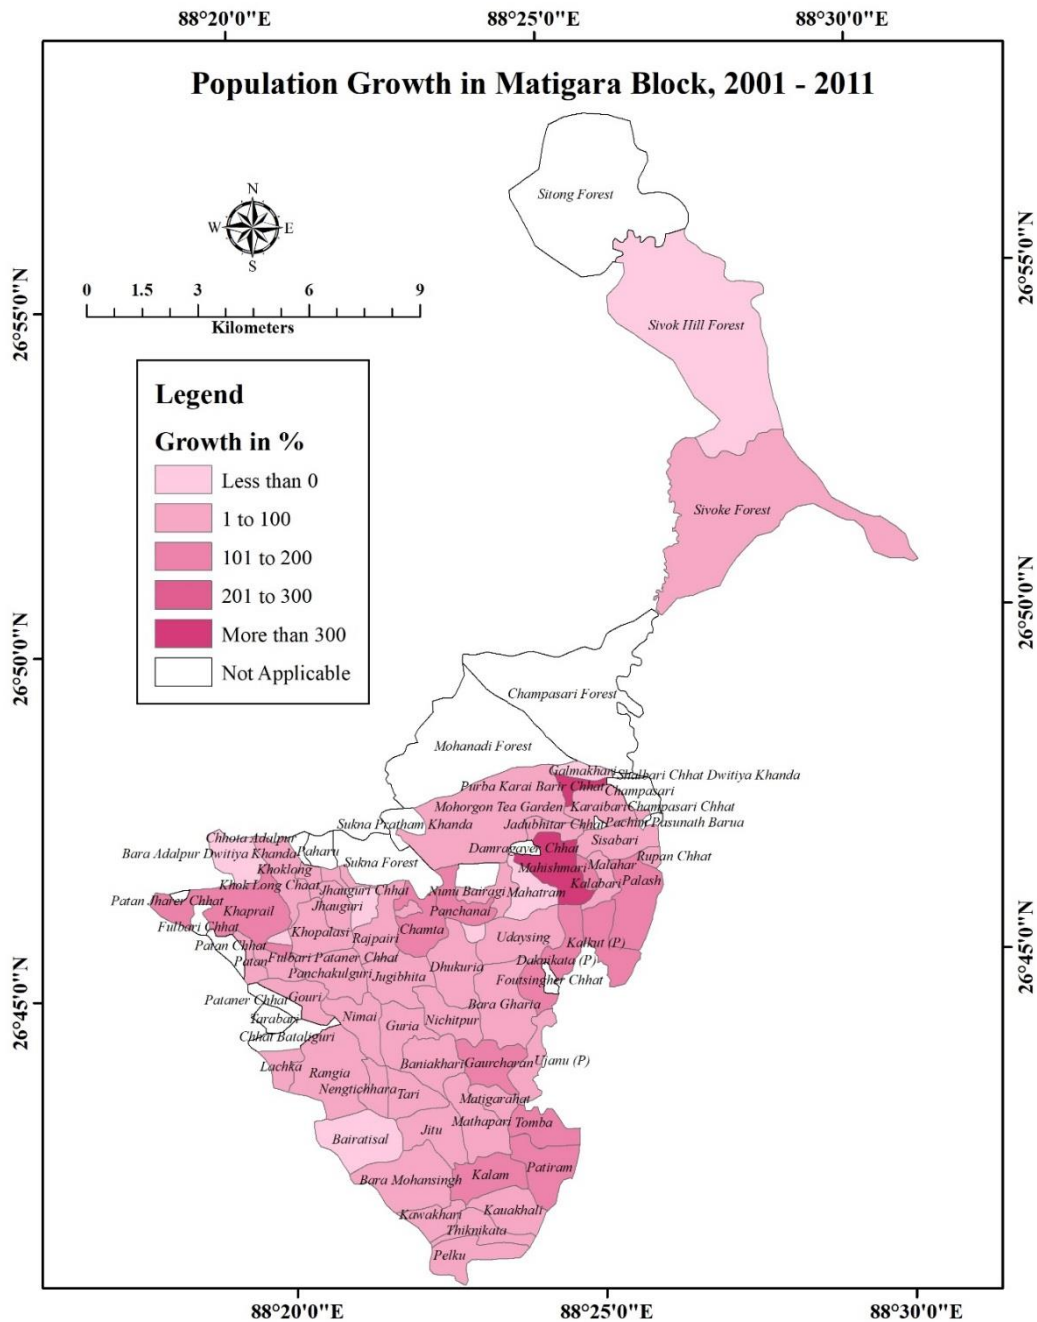 88°20'0"E 88°25'0"E 88°30'0"E
Population Growth in Matigara Block, 2001 - 2011
N
W E
S
0 1.5 3 6 9
Kilometers
26°55'0"N
26°55'0"N
Legend
Growth in %
Less than 0
1 to 100
101 to 200
201 to 300
More than 300
Not Applicable
26°50'0"N
26°50'0"N
26°45'0"N
26°45'0"N
Sitong Forest
Sivok Hill Forest
Sivoke Forest
Champasari Forest
Mohanadi Forest
Galmakhari
Shalbari Chhat Dwitiya Khanda
Purba Karai Barir Chhat
Champasari
Mohorgon Tea Garden
Karaibari
Champasari Chhat
Sukna Pratham Khanda
Jadubhitar Chhat
Pachim Pasunath Barua
Chhota Adalpur
Sisabari
Bara Adalpur Dwitiya Khanda
Paharu
Damragayer Chhat
Rupan Chhat
Sukna Forest
Khoklong
Mahishmari
Malahar
Khok Long Chaat
Jhauguri Chhat
Nunu Bairagi
Mahatram
Kalabari
Palash
Patan Jharer Chhat
Jhauguri
Khaprail
Panchanai
Fulbari Chhat
Khopalasi
Rajpairi
Chamta
Udaysing
Kalkut (P)
Patan Chhat
Patan
Fulbari Pataner Chhat
Daknikata (P)
Panchakulguri
Jugibhita
Dhukuria
Foutsingher Chhat
Pataner Chhat
Gouri
Bara Gharia
Tarabari
Nimai
Guria
Nichitpur
Chhat Bataliguri
Lachka
Rangia
Baniakhari
Gaurcharan
Ujanu (P)
Nengtichhara
Tari
Matigarahat
Mathapari
Tomba
Bairatisal
Jitu
Bara Mohansingh
Kalam
Patiram
Kawakhari
Kauakhali
Thiknikata
Pelku
88°20'0"E 88°25'0"E 88°30'0"E